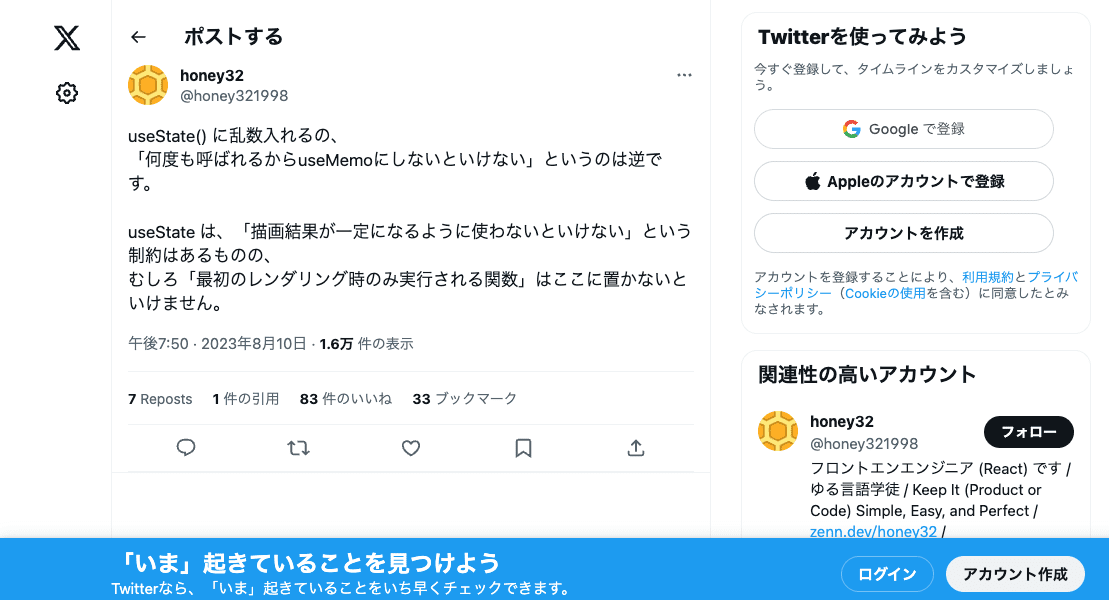 ポストする
honey32
@honey321998
useState() に乱数入れるの、
「何度も呼ばれるからuseMemoにしないといけない」というのは逆で
す。
useState は、「描画結果が一定になるように使わないといけない」という
制約はあるものの、
むしろ「最初のレンダリング時のみ実行される関数」はここに置かないと
いけません。
午後7:50 · 2023年8月10日 · 1.6万 件の表示
7 Reposts 1 件の引用 83 件のいいね 33 ブックマーク
Twitterを使ってみよう
今すぐ登録して、タイムラインをカスタマイズしましょ
う。
Google で登録
Appleのアカウントで登録
アカウントを作成
アカウントを登録することにより、利用規約とプライバ
シーポリシー（Cookieの使用を含む）に同意したとみ
なされます。
関連性の高いアカウント
honey32
@honey321998
フォロー
フロントエンエンジニア (React) です /
ゆる言語学徒 / Keep It (Product or
Code) Simple, Easy, and Perfect /
zenn.dev/honey32 /
「いま」起きていることを見つけよう
Twitterなら、「いま」起きていることをいち早くチェックできます。
ログイン
アカウント作成